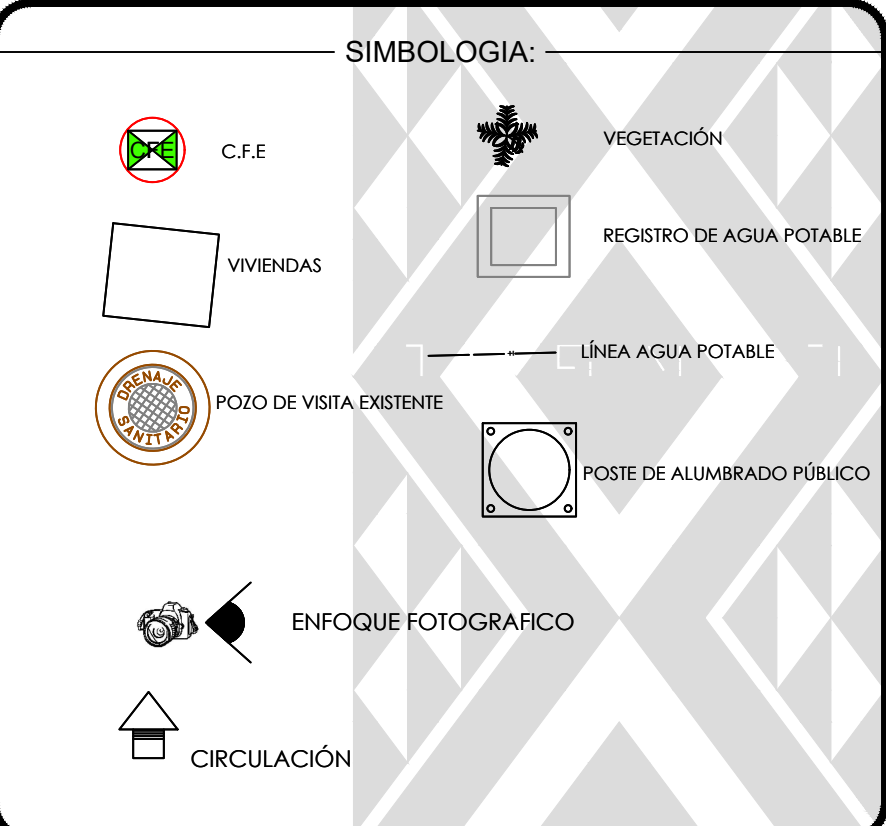 SIMBOLOGIA:
CFE
C.F.E
VIVIENDAS
DRENAJE
SANITARIO
POZO DE VISITA EXISTENTE
ENFOQUE FOTOGRAFICO
CIRCULACIÓN
VEGETACIÓN
REGISTRO DE AGUA POTABLE
LÍNEA AGUA POTABLE
POSTE DE ALUMBRADO PÚBLICO